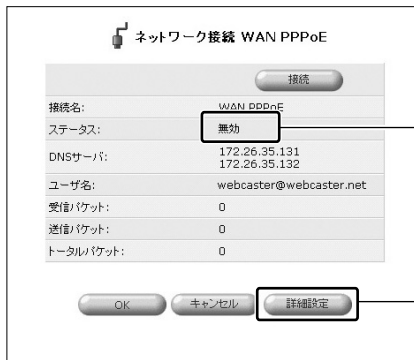 ネットワーク接続 WAN PPPoE
接続
接続名: WAN PPPoE
ステータス: 無効
DNSサーバ: 172.26.35.131
172.26.35.132
ユーザ名: webcaster@webcaster.net
受信パケット: 0
送信パケット: 0
トータルパケット: 0
OK キャンセル 詳細設定